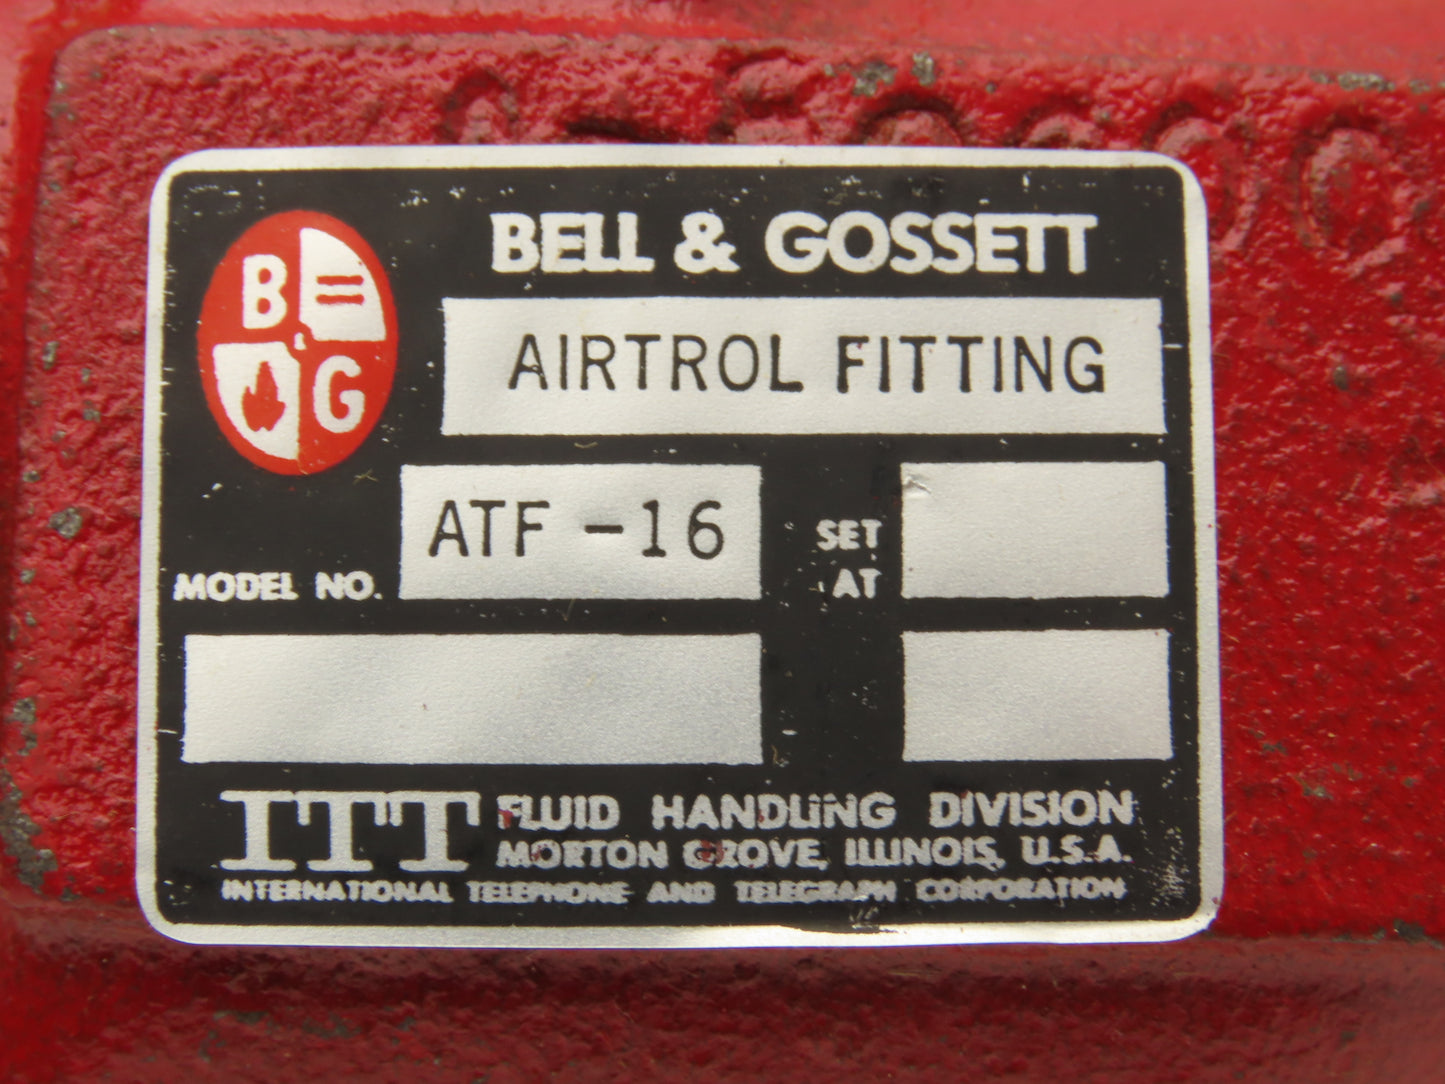 BELL & GOSSETT
B
G
AIRTROL FITTING
MODEL NO. ATF -16
SET
AT
ITT FLUID HANDLING DIVISION
MORTON GROVE, ILLINOIS, U.S.A.
INTERNATIONAL TELEPHONE AND TELEGRAPH CORPORATION